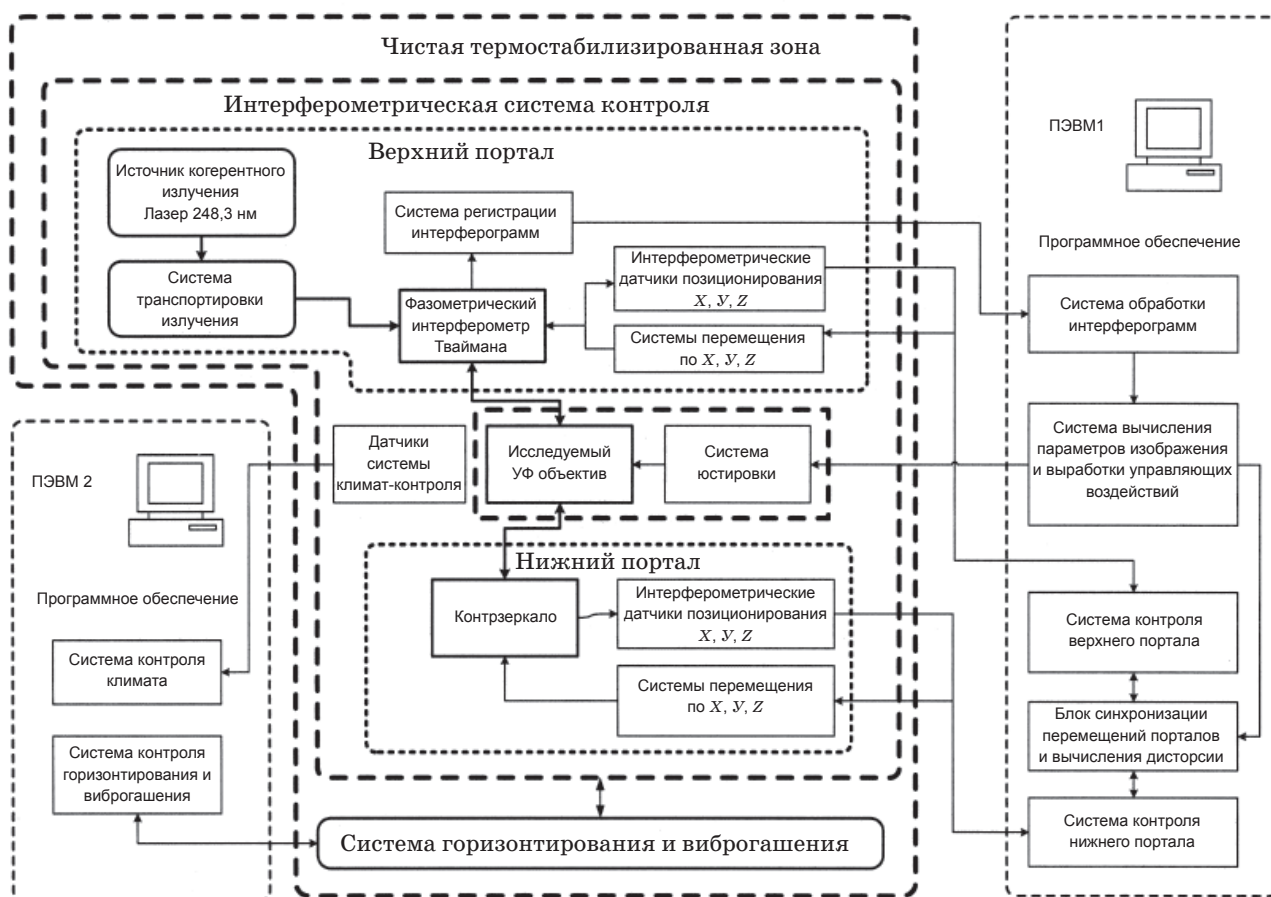 Чистая термостабилизированная зона
Интерферометрическая система контроля
Верхний портал
Источник когерентного
излучения
Лазер 248,3 нм
Система
транспортировки
излучения
Система регистрации
интерферограмм
Фазометрический
интерферометр
Тваймана
Интерферометрические
датчики позиционирования
X, У, Z
Системы перемещения
по X, У, Z
Датчики
системы
климат-контроля
Исследуемый
УФ объектив
Система
юстировки
Нижний портал
Контрзеркало
Интерферометрические
датчики позиционирования
X, У, Z
Системы перемещения
по X, У, Z
Система горизонтирования и виброгашения
ПЭВМ 2
Программное обеспечение
Система контроля
климата
Система контроля
горизонтирования и
виброгашения
ПЭВМ1
Программное обеспечение
Система обработки
интерферограмм
Система вычисления
параметров изображения
и выработки управляющих
воздействий
Система контроля
верхнего портала
Блок синхронизации
перемещений порталов
и вычисления дисторсии
Система контроля
нижнего портала